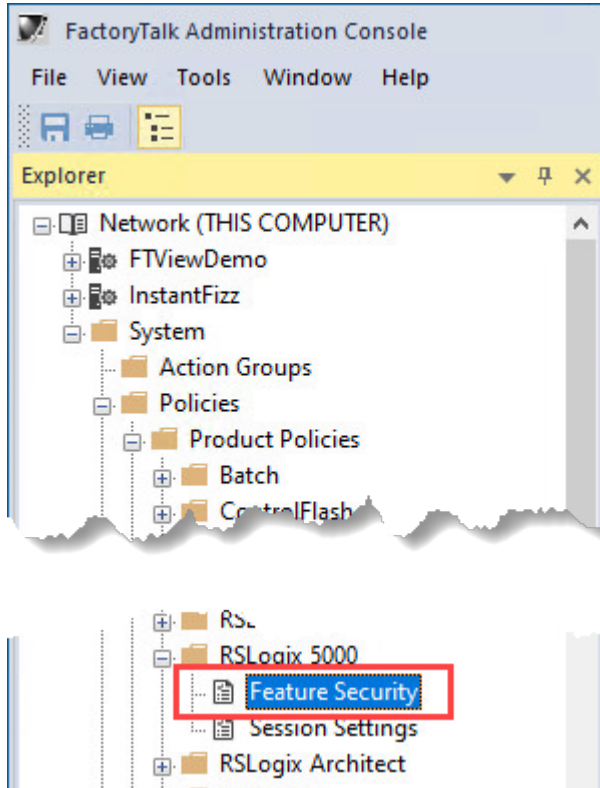 FactoryTalk Administration Console
File View Tools Window Help
Explorer
Network (THIS COMPUTER)
FTViewDemo
InstantFizz
System
Action Groups
Policies
Product Policies
Batch
ControlFlash
RSLogix 5000
Feature Security
Session Settings
RSLogix Architect